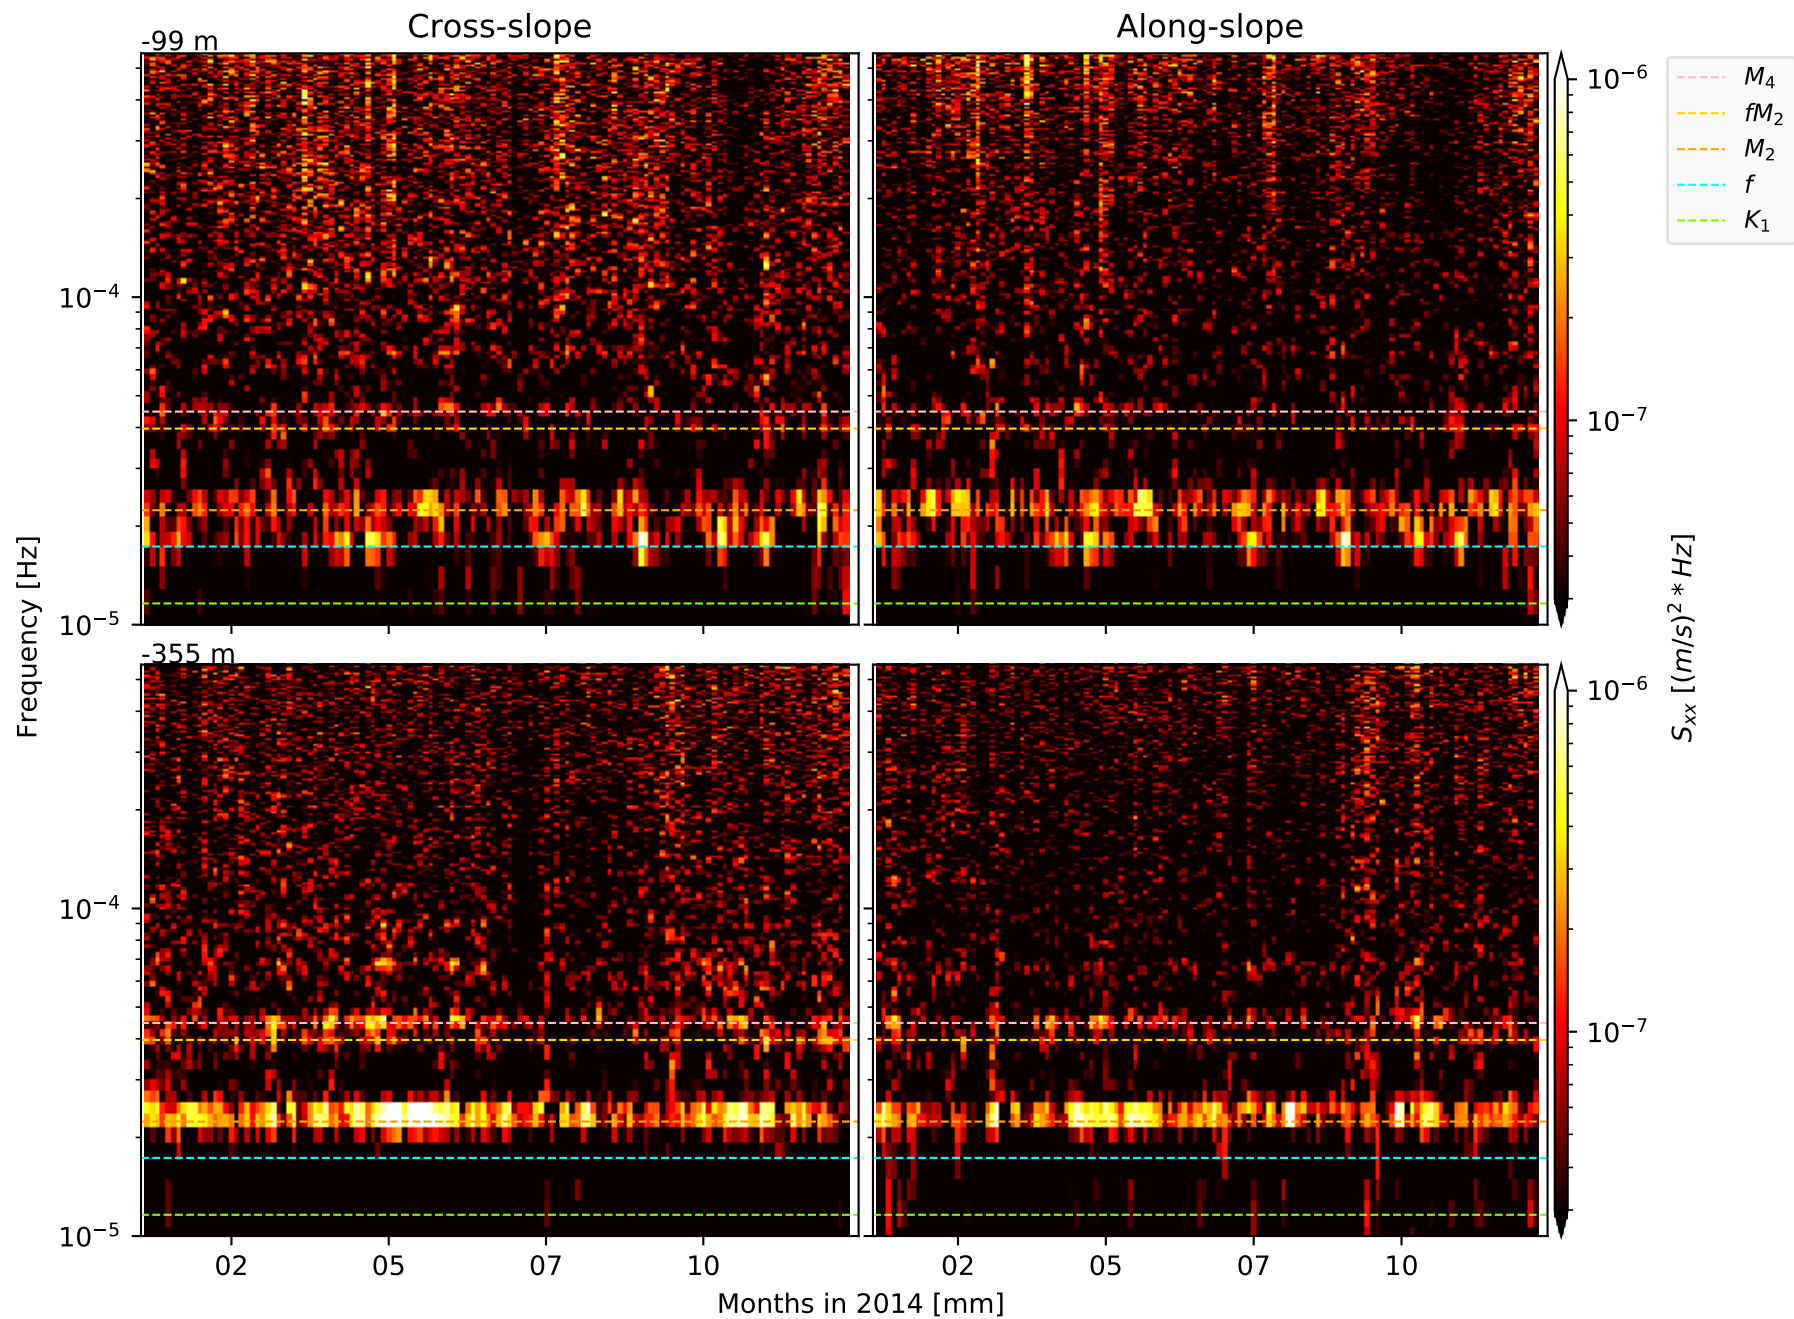 Cross-slope
Along-slope
-99 m
10⁻⁴
10⁻⁵
10⁻⁶
10⁻⁷
M₄
fM₂
M₂
f
K₁
Frequency [Hz]
Sₓₓ [(m/s)² * Hz]
-355 m
10⁻⁴
10⁻⁵
10⁻⁶
10⁻⁷
02 05 07 10
02 05 07 10
Months in 2014 [mm]